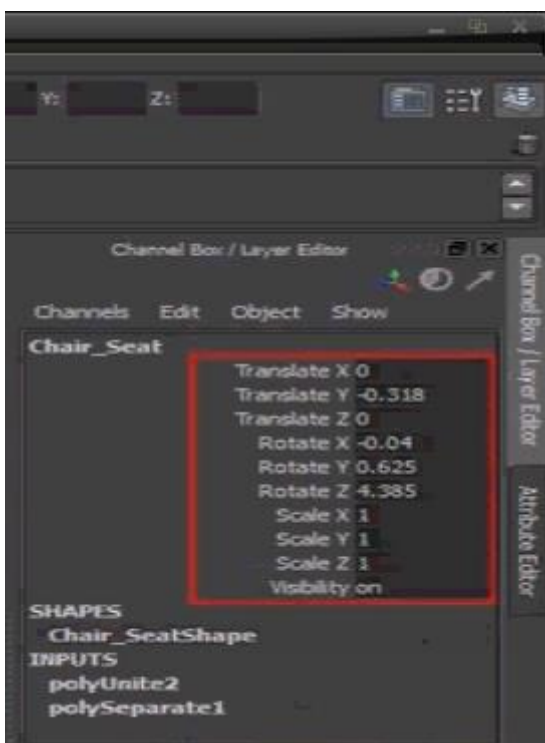 Y: Z:
Channel Box / Layer Editor
Channels Edit Object Show
Chair_Seat
Translate X 0
Translate Y -0.318
Translate Z 0
Rotate X -0.04
Rotate Y 0.625
Rotate Z 4.385
Scale X 1
Scale Y 1
Scale Z 1
Visibility on
SHAPES
Chair_SeatShape
INPUTS
polyUnite2
polySeparate1
Channel Box / Layer Editor
Attribute Editor